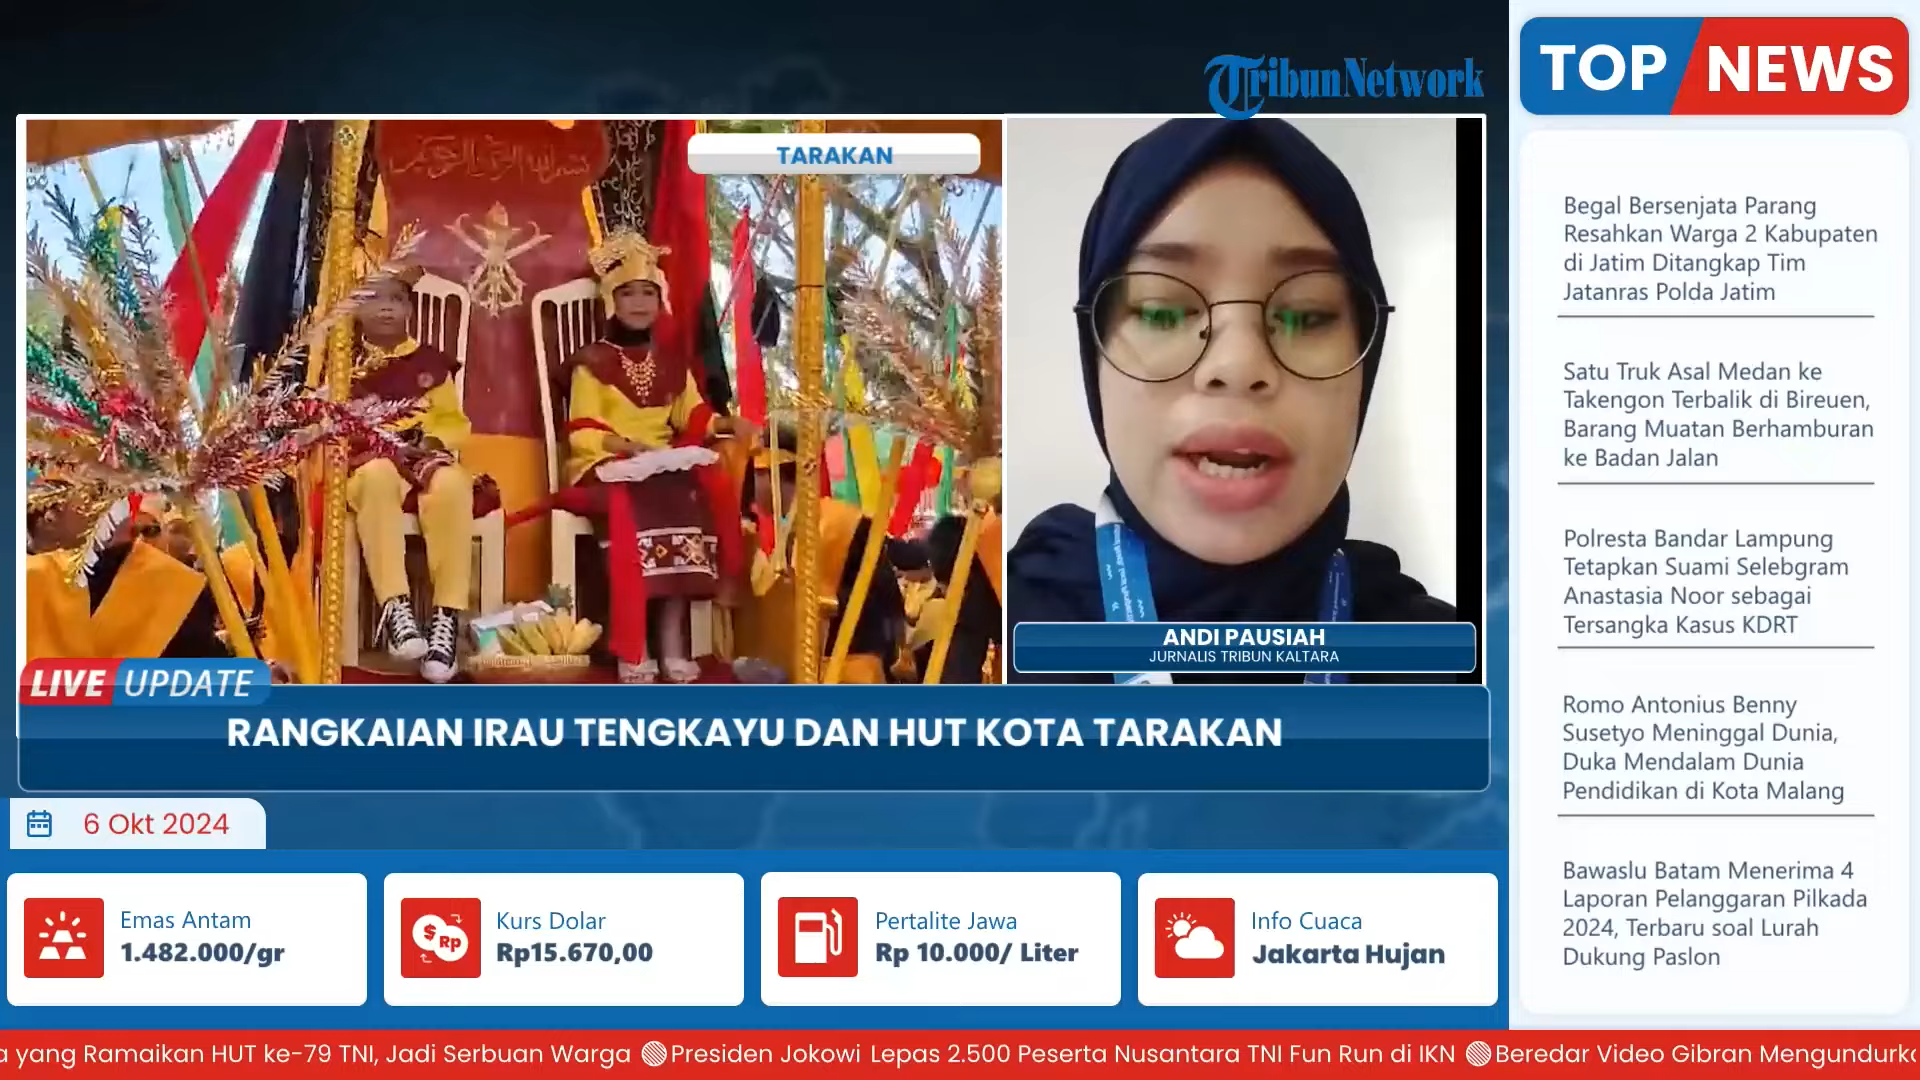 TribunNetwork
TOP NEWS
TARAKAN
ANDI PAUSIAH
JURNALIS TRIBUN KALTARA
LIVE UPDATE
RANGKAIAN IRAU TENGKAYU DAN HUT KOTA TARAKAN
6 Okt 2024
Emas Antam
1.482.000/gr
Kurs Dolar
Rp15.670,00
Pertalite Jawa
Rp 10.000/ Liter
Info Cuaca
Jakarta Hujan
Begal Bersenjata Parang
Resahkan Warga 2 Kabupaten
di Jatim Ditangkap Tim
Jatanras Polda Jatim
Satu Truk Asal Medan ke
Takengon Terbalik di Bireuen,
Barang Muatan Berhamburan
ke Badan Jalan
Polresta Bandar Lampung
Tetapkan Suami Selebgram
Anastasia Noor sebagai
Tersangka Kasus KDRT
Romo Antonius Benny
Susetyo Meninggal Dunia,
Duka Mendalam Dunia
Pendidikan di Kota Malang
Bawaslu Batam Menerima 4
Laporan Pelanggaran Pilkada
2024, Terbaru soal Lurah
Dukung Paslon
a yang Ramaikan HUT ke-79 TNI, Jadi Serbuan Warga Presiden Jokowi Lepas 2.500 Peserta Nusantara TNI Fun Run di IKN Beredar Video Gibran